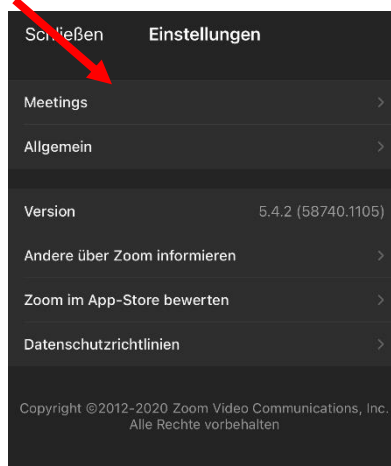 Schließen Einstellungen
Meetings
Allgemein
Version 5.4.2 (58740.1105)
Andere über Zoom informieren
Zoom im App-Store bewerten
Datenschutzrichtlinien
Copyright ©2012-2020 Zoom Video Communications, Inc.
Alle Rechte vorbehalten